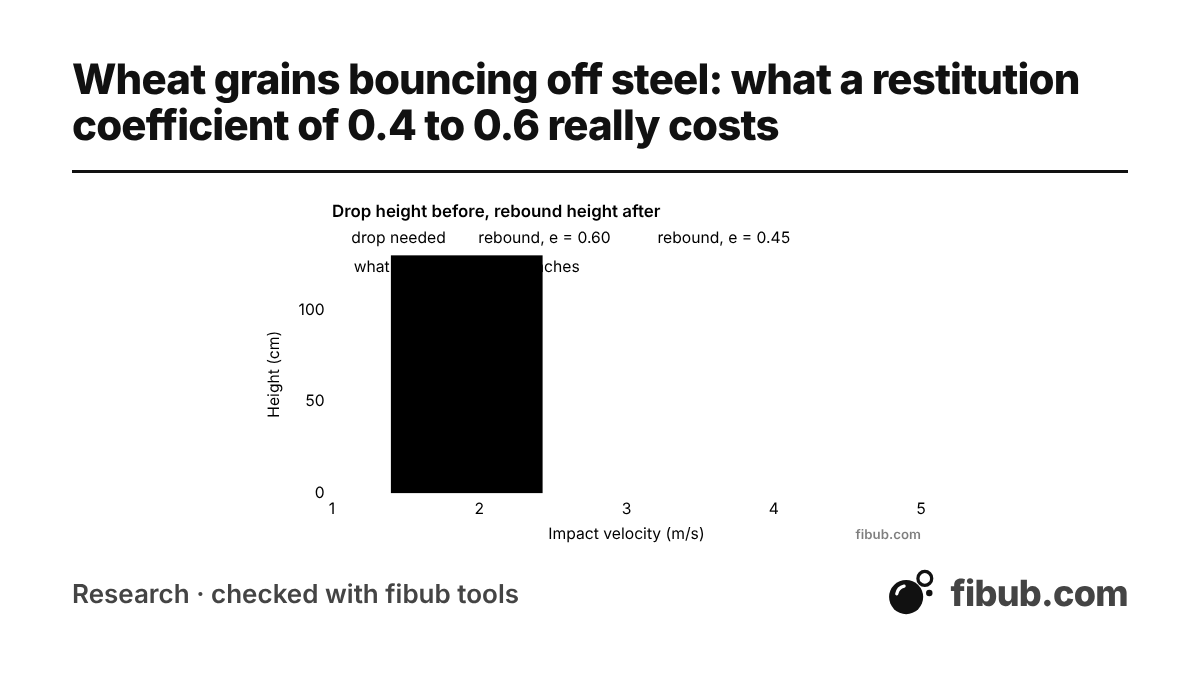 Wheat grains bouncing off steel: what a restitution
coefficient of 0.4 to 0.6 really costs
Drop height before, rebound height after
drop needed rebound, e = 0.60 rebound, e = 0.45
what
100
Height (cm)
50
0
1 2 3 4 5
Impact velocity (m/s)
fibub.com
Research · checked with fibub tools
fibub.com